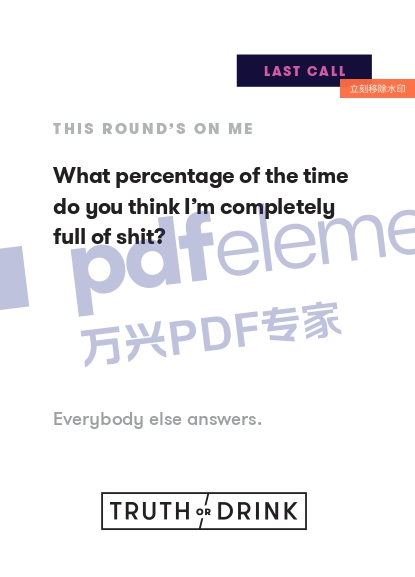 LAST CALL
立刻移除水印
THIS ROUND'S ON ME
What percentage of the time
do you think I'm completely
full of shit?
pdfeleme
万兴PDF专家
Everybody else answers.
TRUTH OR DRINK